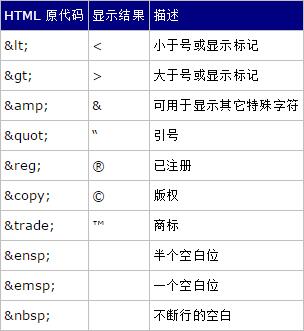 HTML 原代码 显示结果 描述
&lt; < 小于号或显示标记
&gt; > 大于号或显示标记
&amp; & 可用于显示其它特殊字符
&quot; “ 引号
&reg; ® 已注册
&copy; © 版权
&trade; ™ 商标
&ensp; 半个空白位
&emsp; 一个空白位
&nbsp; 不断行的空白